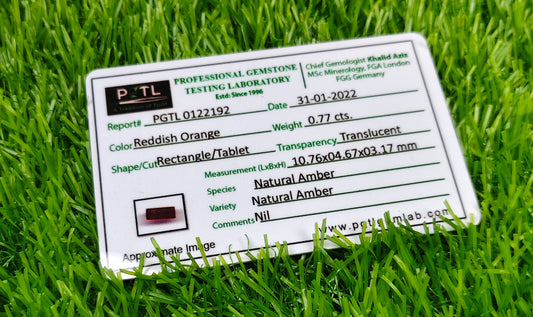 PGTL
PROFESSIONAL GEMSTONE
TESTING LABORATORY
Estd: Since 1996
Chief Gemologist Khalid Aziz
MSc Minerology, FGA London
FGG Germany
Report# PGTL 0122192 Date 31-01-2022
Color Reddish Orange Weight 0.77 cts.
Shape/Cut Rectangle/Tablet Transparency Translucent
Measurement (LxBxH) 10.76x04.67x03.17 mm
Species Natural Amber
Variety Natural Amber
Comments Nil
Approximate Image